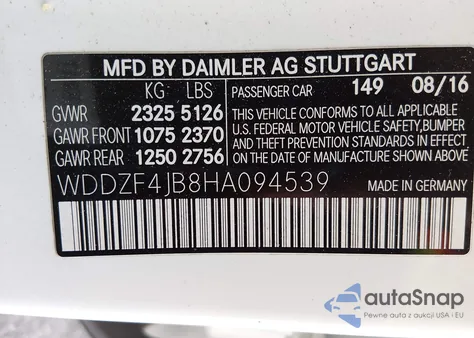 MFD BY DAIMLER AG STUTTGART
KG LBS PASSENGER CAR 149 08/16
GVWR 2325 5126
GAWR FRONT 1075 2370
GAWR REAR 1250 2756
THIS VEHICLE CONFORMS TO ALL APPLICABLE
U.S. FEDERAL MOTOR VEHICLE SAFETY, BUMPER
AND THEFT PREVENTION STANDARDS IN EFFECT
ON THE DATE OF MANUFACTURE SHOWN ABOVE.
WDDZF4JB8HA094539 MADE IN GERMANY
autoSnap
Pewne auta z aukcji USA i EU